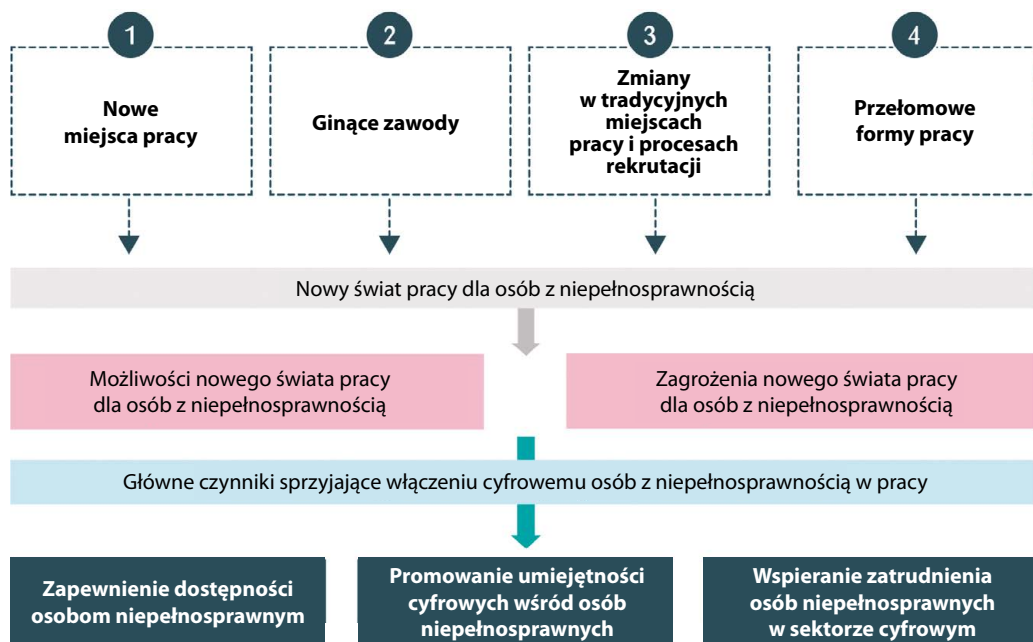 1
Nowe
miejsca pracy
2
Ginące zawody
3
Zmiany
w tradycyjnych
miejscach
pracy i procesach
rekrutacji
4
Przełomowe
formy pracy
Nowy świat pracy dla osób z niepełnosprawnością
Możliwości nowego świata pracy
dla osób z niepełnosprawnością
Zagrożenia nowego świata pracy
dla osób z niepełnosprawnością
Główne czynniki sprzyjające włączeniu cyfrowemu osób z niepełnosprawnością w pracy
Zapewnienie dostępności
osobom niepełnosprawnym
Promowanie umiejętności
cyfrowych wśród osób
niepełnosprawnych
Wspieranie zatrudnienia
osób niepełnosprawnych
w sektorze cyfrowym